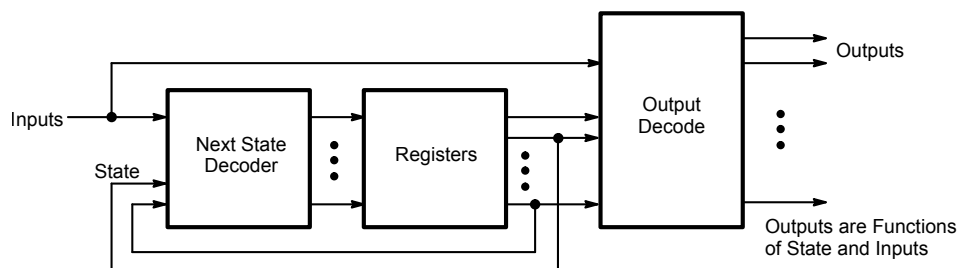 Outputs
Inputs
Next State
Decoder
Registers
Output
Decode
State
Outputs are Functions
of State and Inputs